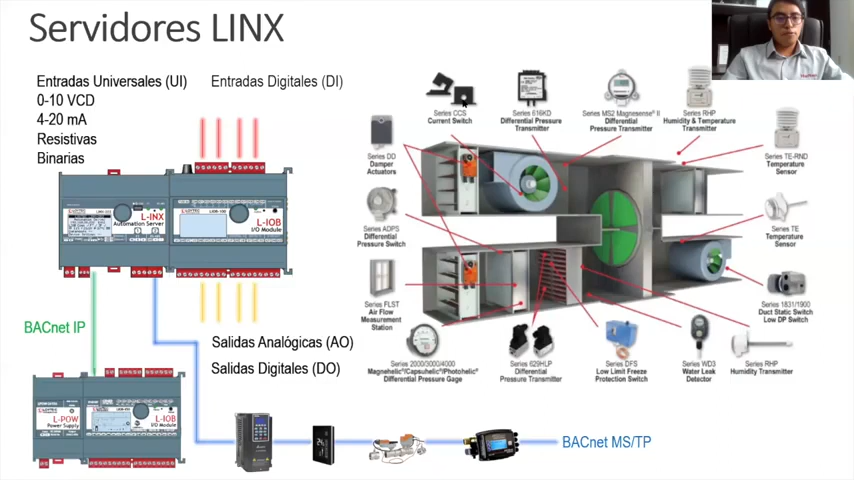 Servidores LINX
Entradas Universales (UI)
0-10 VCD
4-20 mA
Resistivas
Binarias
Entradas Digitales (DI)
L-INX
Automation Server
L-IOB
I/O Module
BACnet IP
Salidas Analógicas (AO)
Salidas Digitales (DO)
L-POW
Power Supply
L-IOB
I/O Module
BACnet MS/TP
Series CCS
Current Switch
Series 616KD
Differential Pressure
Transmitter
Series MS2 Magnesense® II
Differential
Pressure Transmitter
Series RHP
Humidity & Temperature
Transmitter
Series DD
Damper
Actuators
Series TE-RND
Temperature
Sensor
Series ADPS
Differential
Pressure Switch
Series TE
Temperature
Sensor
Series FLST
Air Flow
Measurement
Station
Series 1831/1900
Duct Static Switch
Low DP Switch
Series 2000/3000/4000
Magnehelic®/Capsuhelic®/Photohelic®
Differential Pressure Gage
Series 629HLP
Differential
Pressure Transmitter
Series DFS
Low Limit Freeze
Protection Switch
Series WD3
Water Leak
Detector
Series RHP
Humidity Transmitter